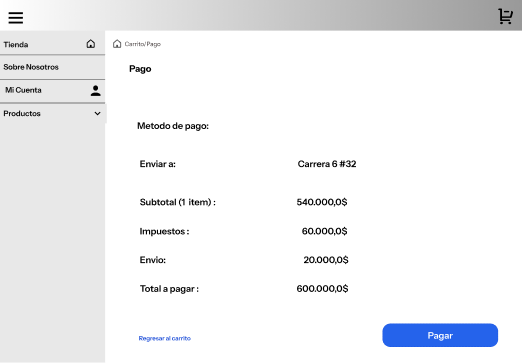 Tienda
Sobre Nosotros
Mi Cuenta
Productos
Carrito/Pago
Pago
Metodo de pago:
Enviar a: Carrera 6 #32
Subtotal (1 item) : 540.000,0$
Impuestos : 60.000,0$
Envio: 20.000,0$
Total a pagar : 600.000,0$
Regresar al carrito
Pagar